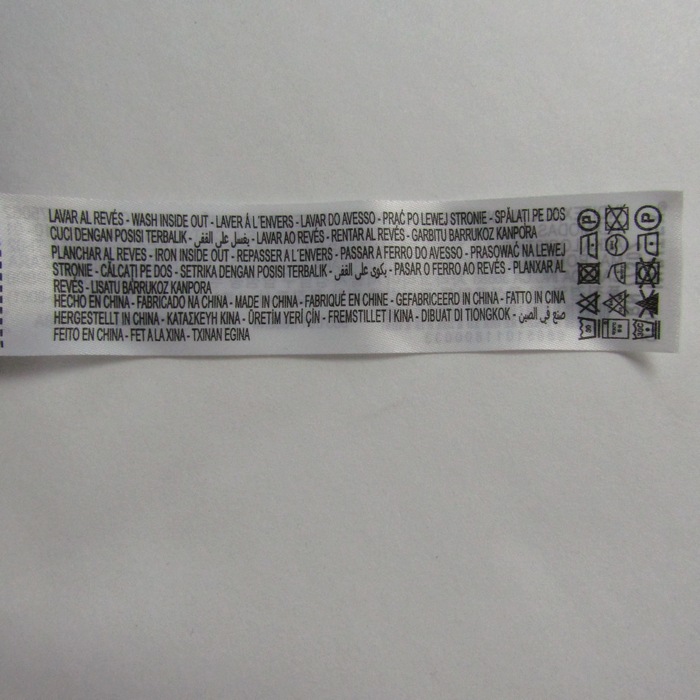 LAVAR AL REVÉS - WASH INSIDE OUT - LAVER Á L´ENVERS - LAVAR DO AVESSO - PRAĆ PO LEWEJ STRONIE - SPĂLAȚI PE DOS
CUCI DENGAN POSISI TERBALIK - يغسل على القفى - LAVAR AO REVÉS - RENTAR AL REVÉS - GARBITU BARRUKOZ KANPORA
PLANCHAR AL REVES - IRON INSIDE OUT - REPASSER A L´ENVERS - PASSAR A FERRO DO AVESSO - PRASOWAĆ NA LEWEJ
STRONIE - CĂLCAȚI PE DOS - SETRIKA DENGAN POSISI TERBALIK - يكوى على القفى - PASAR O FERRO AO REVÉS - PLANXAR AL
REVÉS - LISATU BARRUKOZ KANPORA
HECHO EN CHINA - FABRICADO NA CHINA - MADE IN CHINA - FABRIQUÉ EN CHINE - GEFABRICEERD IN CHINA - FATTO IN CINA
HERGESTELLT IN CHINA - ΚΑΤΑΣΚΕΥΗ ΚΙΝΑ - ÜRETİM YERİ ÇİN - FREMSTILLET I KINA - DIBUAT DI TIONGKOK - صنع في الصين
FEITO EN CHINA - FET A LA XINA - TXINAN EGINA